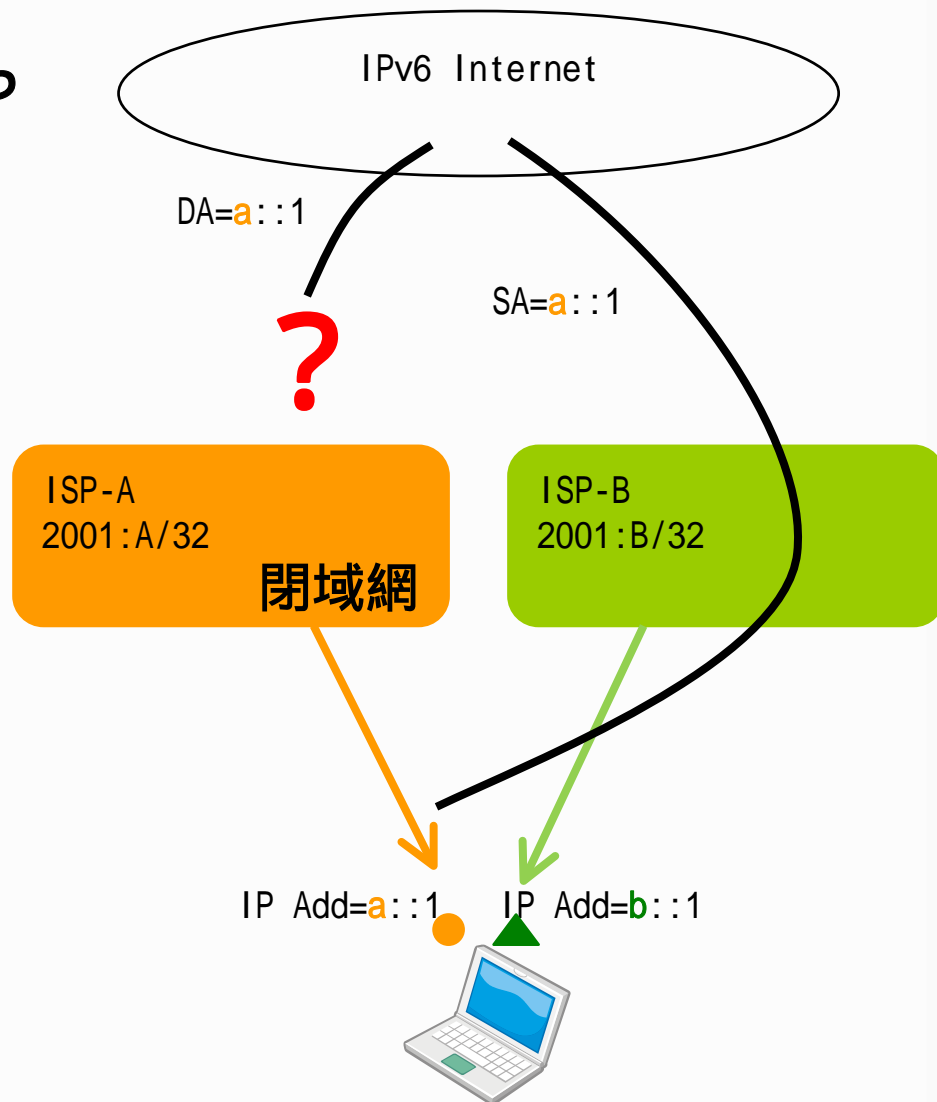 ?
IPv6 Internet
DA=a::1
SA=a::1
?
ISP-A
2001:A/32
閉域網
ISP-B
2001:B/32
IP Add=a::1
IP Add=b::1